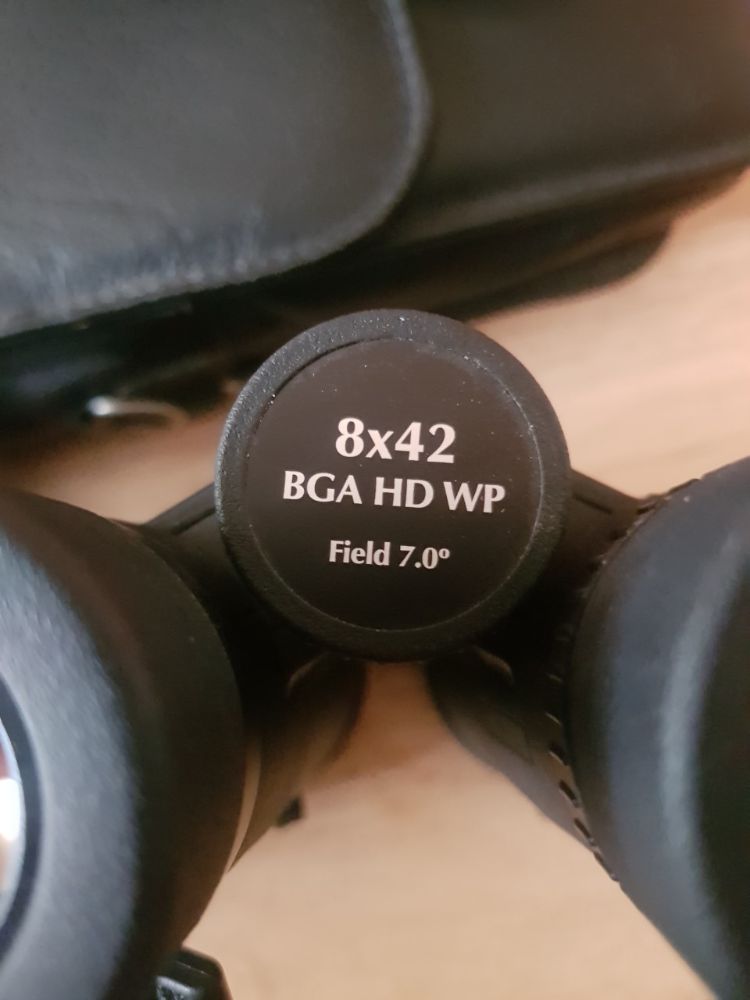 8x42
BGA HD WP
Field 7.0º